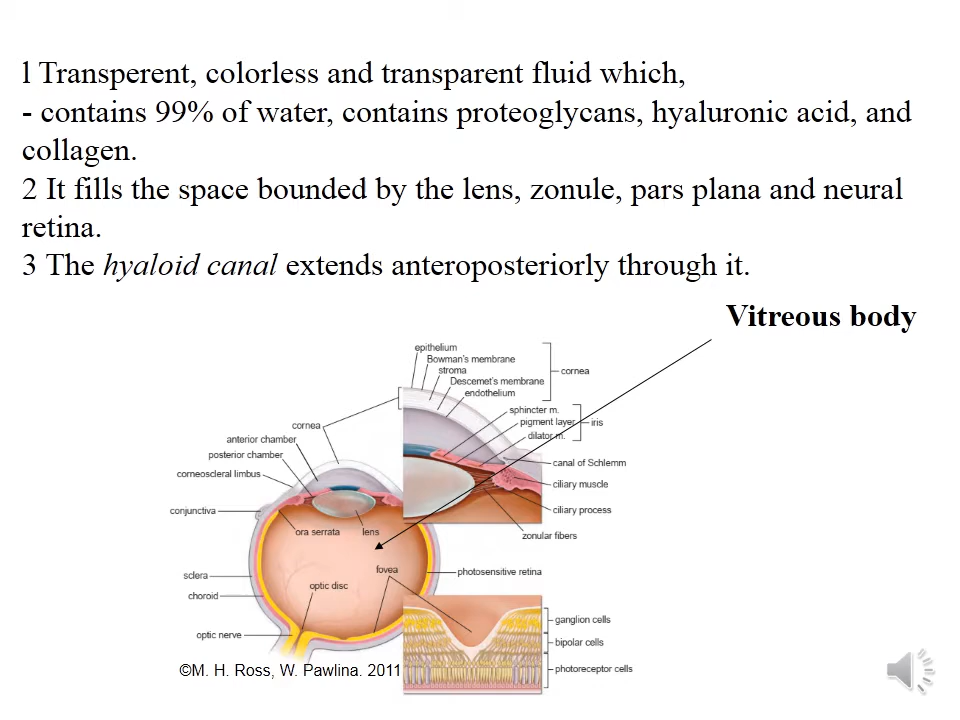 l Transperent, colorless and transparent fluid which,
- contains 99% of water, contains proteoglycans, hyaluronic acid, and
collagen.
2 It fills the space bounded by the lens, zonule, pars plana and neural
retina.
3 The hyaloid canal extends anteroposteriorly through it.
Vitreous body
epithelium
Bowman's membrane
stroma
Descemet's membrane
endothelium
cornea
sphincter m.
pigment layer
dilator m.
iris
cornea
anterior chamber
posterior chamber
corneoscleral limbus
canal of Schlemm
ciliary muscle
conjunctiva
ciliary process
ora serrata
lens
zonular fibers
fovea
photosensitive retina
sclera
optic disc
choroid
ganglion cells
optic nerve
bipolar cells
photoreceptor cells
©M. H. Ross, W. Pawlina. 2011